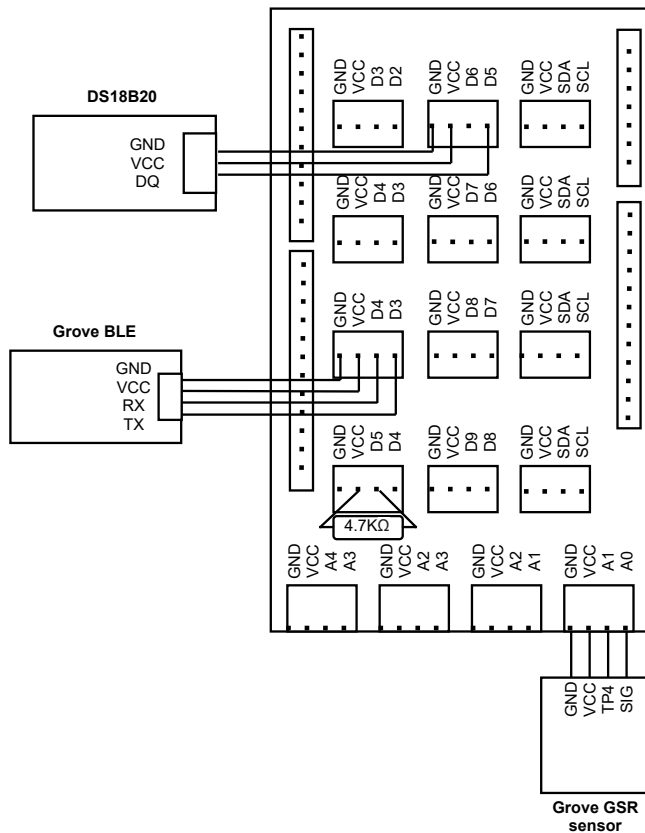 GND VCC D3 D2
GND VCC D6 D5
GND VCC SDA SCL
DS18B20
GND
VCC
DQ
GND VCC D4 D3
GND VCC D7 D6
GND VCC SDA SCL
GND VCC D4 D3
GND VCC D8 D7
GND VCC SDA SCL
Grove BLE
GND
VCC
RX
TX
GND VCC D5 D4
GND VCC D9 D8
GND VCC SDA SCL
4.7KΩ
GND VCC A4 A3
GND VCC A2 A3
GND VCC A2 A1
GND VCC A1 A0
GND VCC TP4 SIG
Grove GSR
sensor